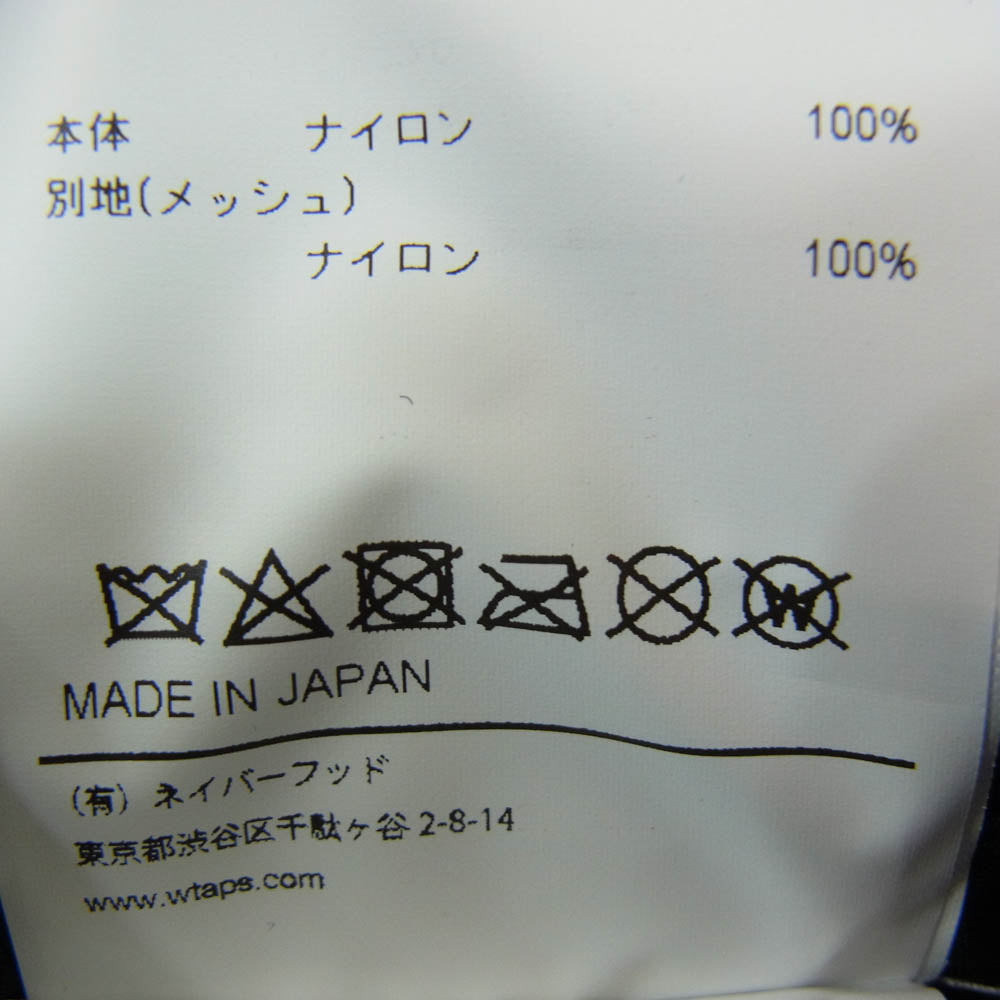 本体 ナイロン 100%
別地(メッシュ)
ナイロン 100%
W
MADE IN JAPAN
(有) ネイバーフッド
東京都渋谷区千駄ヶ谷 2-8-14
www.wtaps.com